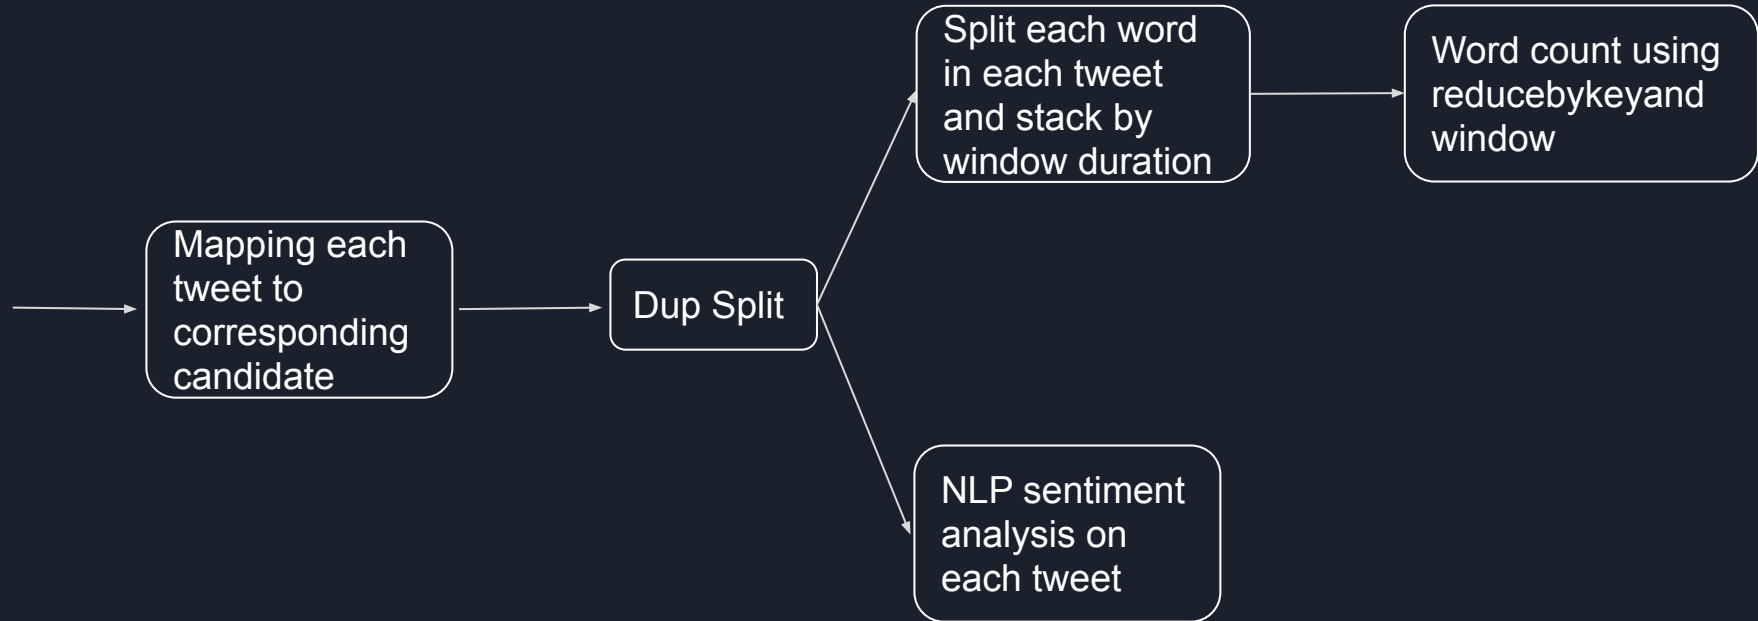 Mapping each
tweet to
corresponding
candidate
Dup Split
Split each word
in each tweet
and stack by
window duration
Word count using
reducebykeyand
window
NLP sentiment
analysis on
each tweet